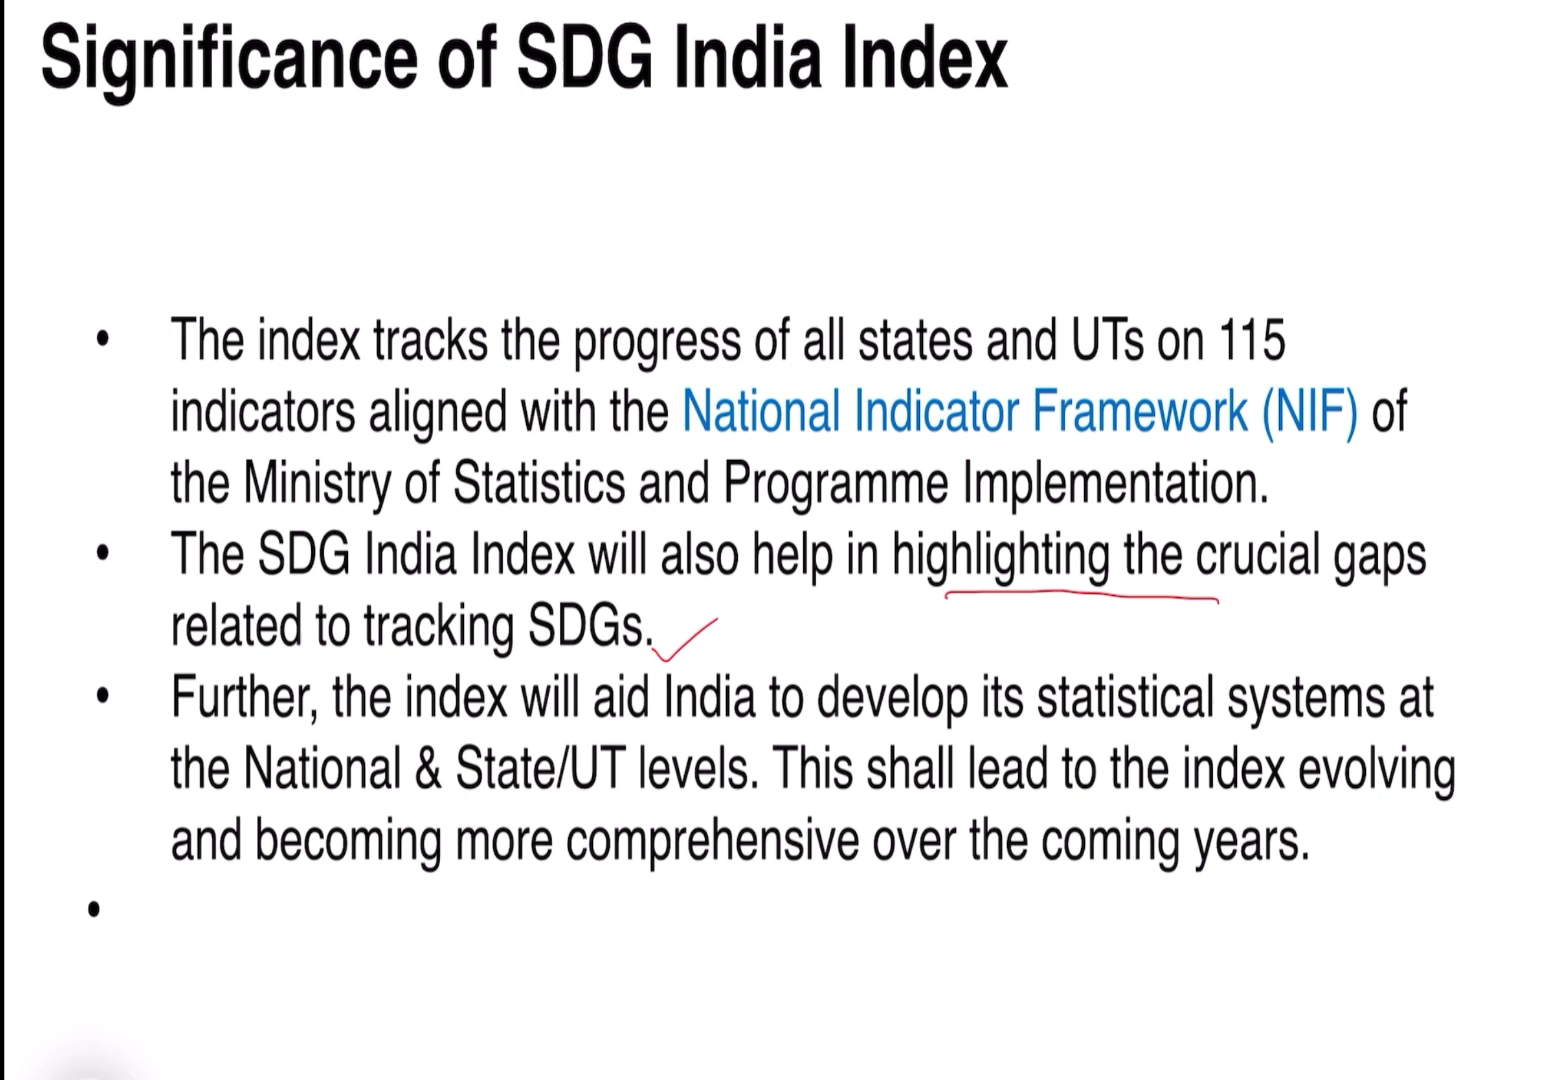 Significance of SDG India Index
• The index tracks the progress of all states and UTs on 115
indicators aligned with the National Indicator Framework (NIF) of
the Ministry of Statistics and Programme Implementation.
• The SDG India Index will also help in highlighting the crucial gaps
related to tracking SDGs.
• Further, the index will aid India to develop its statistical systems at
the National & State/UT levels. This shall lead to the index evolving
and becoming more comprehensive over the coming years.
•